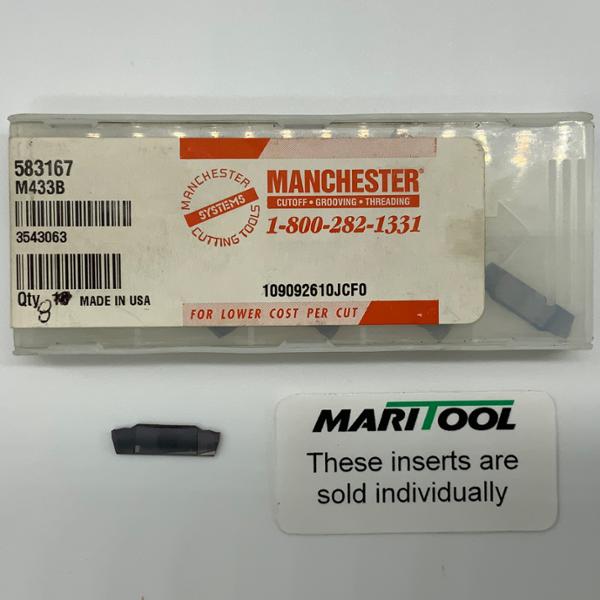 583167
M433B
3543063
Qty 8
MADE IN USA
MANCHESTER
SYSTEMS
CUTTING TOOLS
MANCHESTER®
CUTOFF • GROOVING • THREADING
1-800-282-1331
109092610JCF0
FOR LOWER COST PER CUT
MARITOOL
These inserts are
sold individually